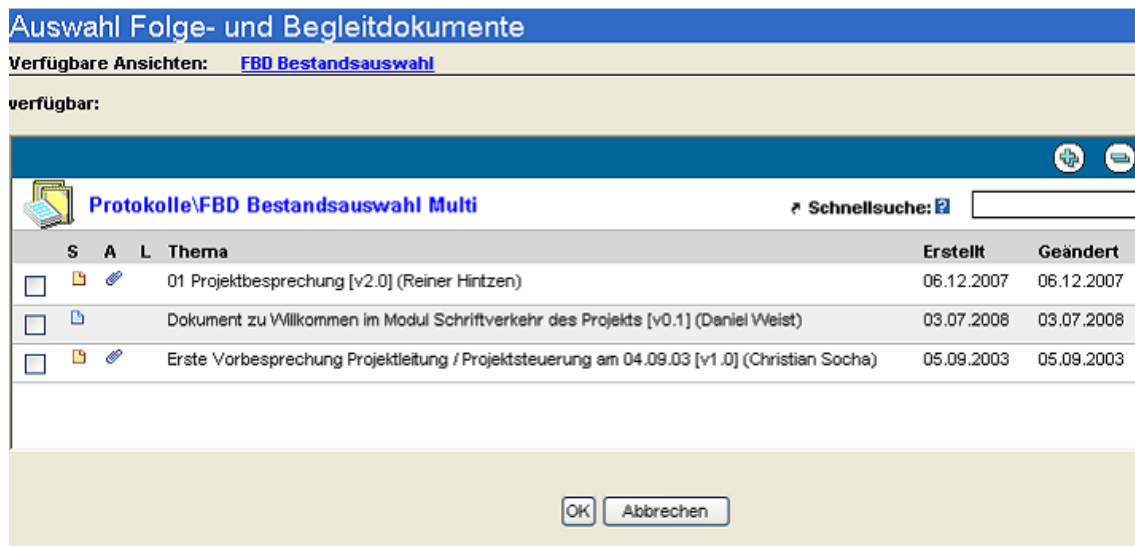 Auswahl Folge- und Begleitdokumente
Verfügbare Ansichten: FBD Bestandsauswahl
verfügbar:
Protokolle\FBD Bestandsauswahl Multi Schnellsuche: ?
S A L Thema Erstellt Geändert
01 Projektbesprechung [v2.0] (Reiner Hintzen) 06.12.2007 06.12.2007
Dokument zu Willkommen im Modul Schriftverkehr des Projekts [v0.1] (Daniel Weist) 03.07.2008 03.07.2008
Erste Vorbesprechung Projektleitung / Projektsteuerung am 04.09.03 [v1.0] (Christian Socha) 05.09.2003 05.09.2003
OK Abbrechen